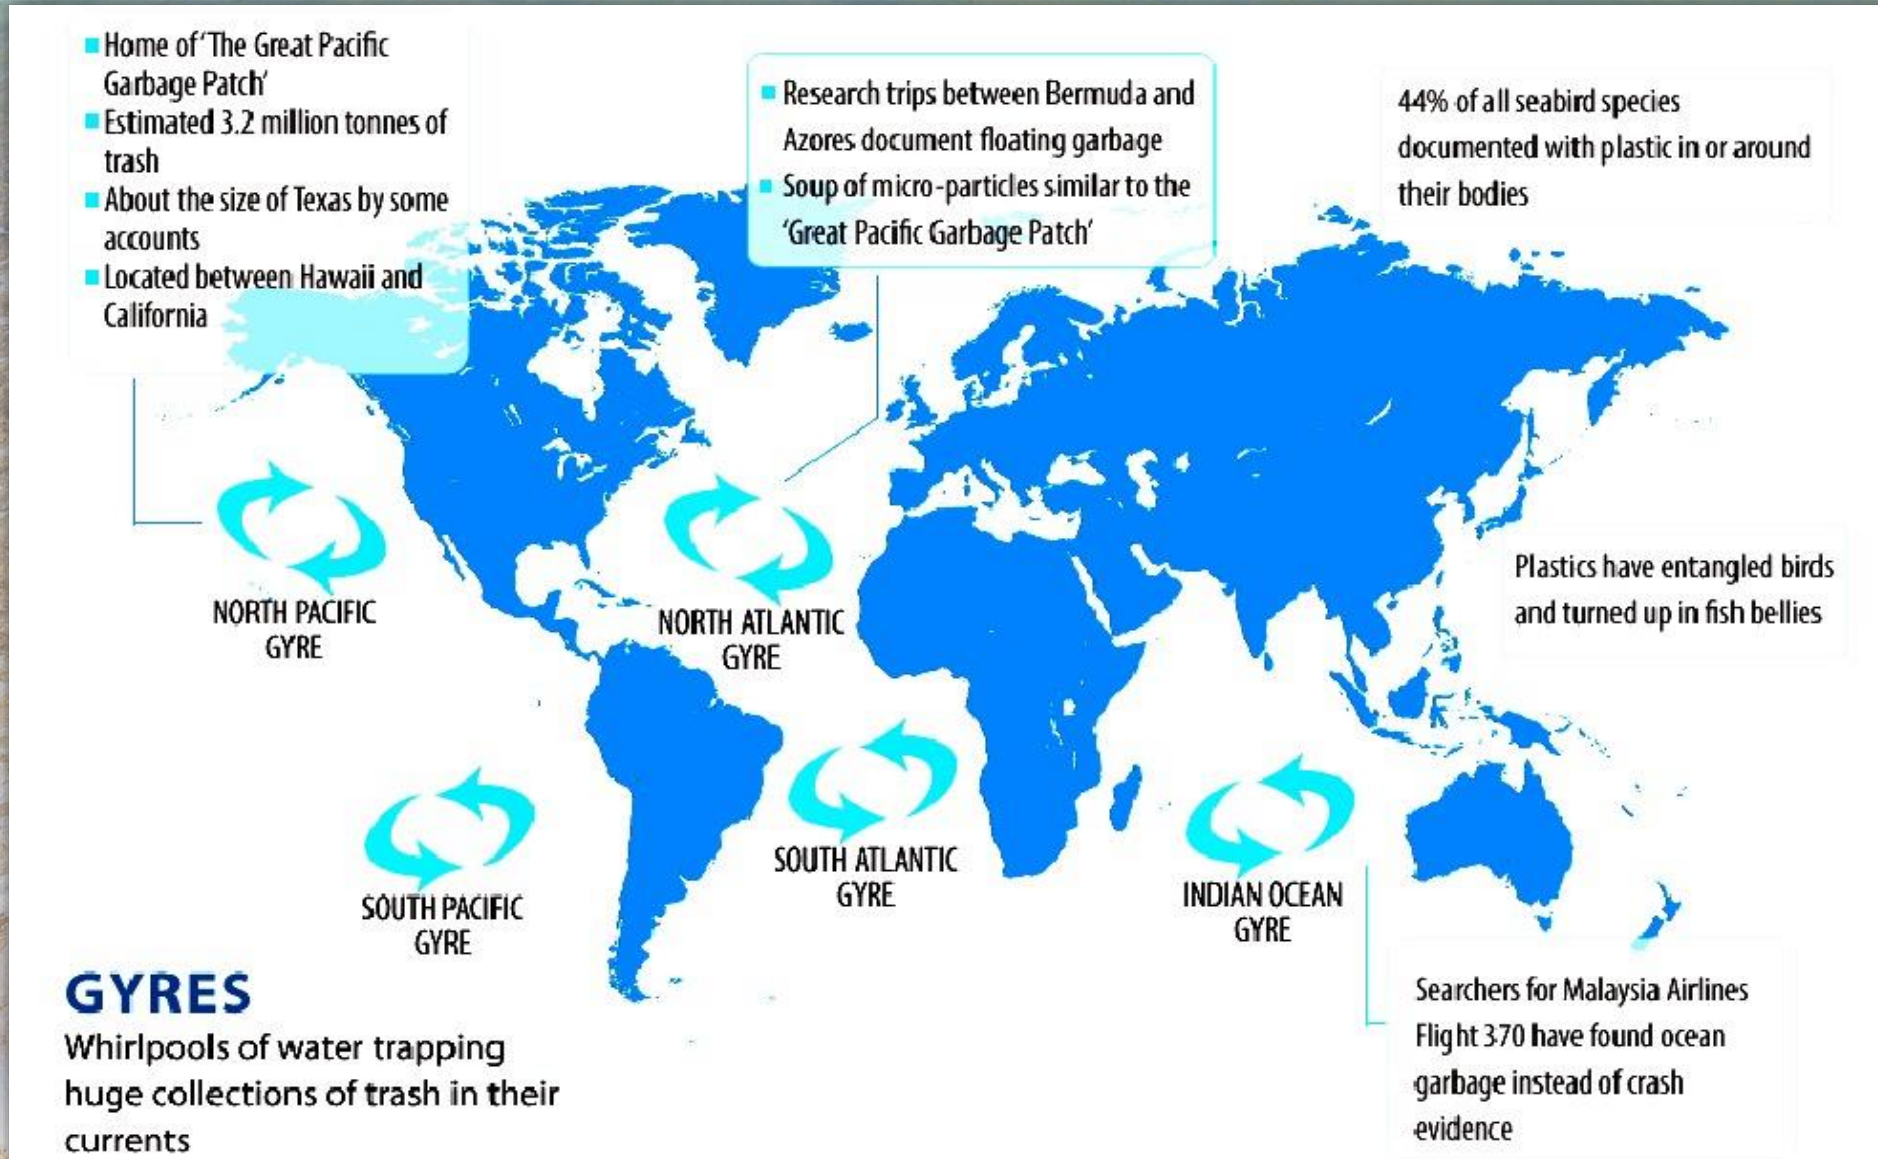 Home of 'The Great Pacific
Garbage Patch'
Estimated 3.2 million tonnes of
trash
About the size of Texas by some
accounts
Located between Hawaii and
California
Research trips between Bermuda and
Azores document floating garbage
Soup of micro-particles similar to the
'Great Pacific Garbage Patch'
44% of all seabird species
documented with plastic in or around
their bodies
NORTH PACIFIC
GYRE
NORTH ATLANTIC
GYRE
Plastics have entangled birds
and turned up in fish bellies
SOUTH PACIFIC
GYRE
SOUTH ATLANTIC
GYRE
INDIAN OCEAN
GYRE
GYRES
Whirlpools of water trapping
huge collections of trash in their
currents
Searchers for Malaysia Airlines
Flight 370 have found ocean
garbage instead of crash
evidence